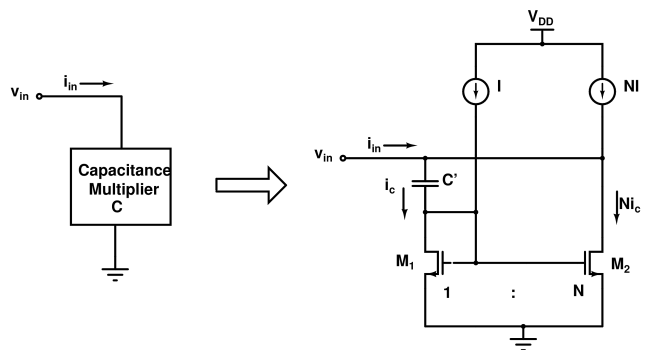 V_DD
i_in
v_in
I
NI
Capacitance
Multiplier
C
i_in
v_in
C'
i_c
Ni_c
M_1
M_2
1 : N